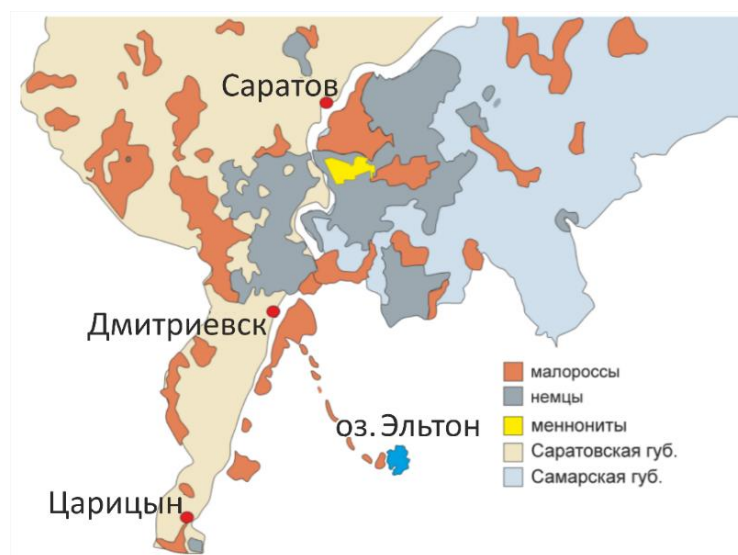 Саратов
Дмитриевск
оз. Эльтон
Царицын
малороссы
немцы
меннониты
Саратовская губ.
Самарская губ.